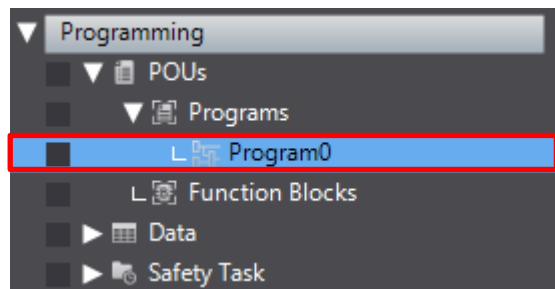 Programming
POUs
Programs
Program0
Function Blocks
Data
Safety Task